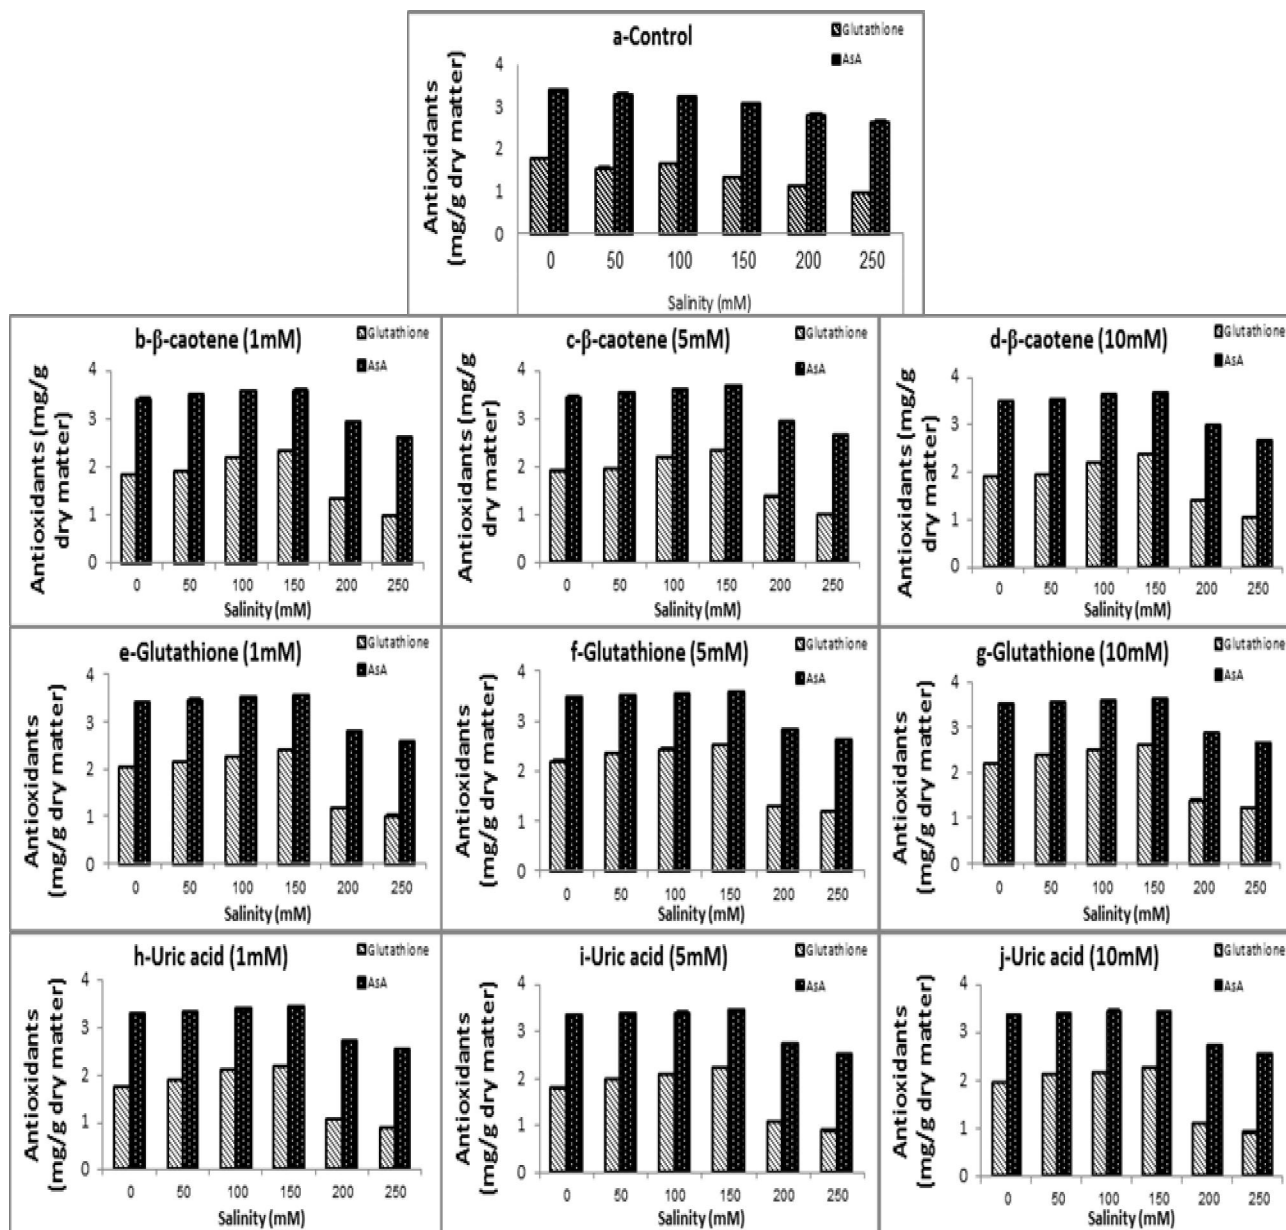 a-Control
Glutathione
AsA
Antioxidants
(mg/g dry matter)
4
3
2
1
0
0 50 100 150 200 250
Salinity (mM)
b-β-caotene (1mM)
Glutathione
AsA
Antioxidants (mg/g
dry matter)
4
3
2
1
0
0 50 100 150 200 250
Salinity (mM)
c-β-caotene (5mM)
Glutathione
AsA
Antioxidants (mg/g
dry matter)
4
3
2
1
0
0 50 100 150 200 250
Salinity (mM)
d-β-caotene (10mM)
Glutathione
AsA
Antioxidants (mg/g
dry matter)
4
3
2
1
0
0 50 100 150 200 250
Salinity (mM)
e-Glutathione (1mM)
Glutathione
AsA
Antioxidants
(mg/g dry matter)
4
3
2
1
0
0 50 100 150 200 250
Salinity (mM)
f-Glutathione (5mM)
Glutathione
AsA
Antioxidants
(mg/g dry matter)
4
3
2
1
0
0 50 100 150 200 250
Salinity (mM)
g-Glutathione (10mM)
Glutathione
AsA
Antioxidants
(mg/g dry matter)
4
3
2
1
0
0 50 100 150 200 250
Salinity (mM)
h-Uric acid (1mM)
Glutathione
AsA
Antioxidants
(mg/g dry matter)
4
3
2
1
0
0 50 100 150 200 250
Salinity (mM)
i-Uric acid (5mM)
Glutathione
AsA
Antioxidants
(mg/g dry matter)
4
3
2
1
0
0 50 100 150 200 250
Salinity (mM)
j-Uric acid (10mM)
Glutathione
AsA
Antioxidants
(mg/g dry matter)
4
3
2
1
0
0 50 100 150 200 250
Salinity (mM)